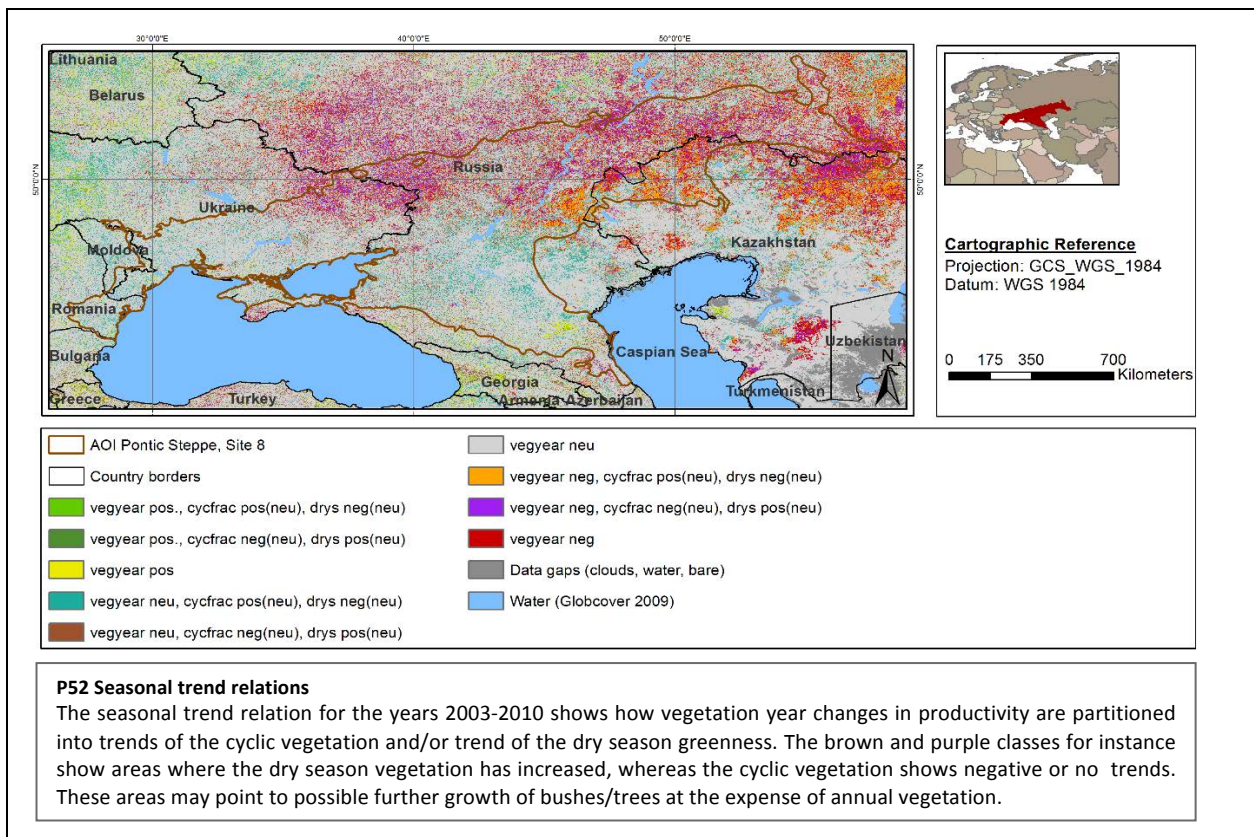 30°0'0"E 40°0'0"E 50°0'0"E
Lithuania
Belarus
Russia
50°0'0"N
50°0'0"N
Ukraine
Moldova
Kazakhstan
Romania
Bulgaria
Caspian Sea
Uzbekistan
N
Georgia
Turkmenistan
Greece
Turkey
Armenia Azerbaijan
Cartographic Reference
Projection: GCS_WGS_1984
Datum: WGS 1984
0 175 350 700
Kilometers
AOI Pontic Steppe, Site 8
Country borders
vegyear pos., cycfrac pos(neu), drys neg(neu)
vegyear pos., cycfrac neg(neu), drys pos(neu)
vegyear pos
vegyear neu, cycfrac pos(neu), drys neg(neu)
vegyear neu, cycfrac neg(neu), drys pos(neu)
vegyear neu
vegyear neg, cycfrac pos(neu), drys neg(neu)
vegyear neg, cycfrac neg(neu), drys pos(neu)
vegyear neg
Data gaps (clouds, water, bare)
Water (Globcover 2009)
P52 Seasonal trend relations
The seasonal trend relation for the years 2003-2010 shows how vegetation year changes in productivity are partitioned
into trends of the cyclic vegetation and/or trend of the dry season greenness. The brown and purple classes for instance
show areas where the dry season vegetation has increased, whereas the cyclic vegetation shows negative or no trends.
These areas may point to possible further growth of bushes/trees at the expense of annual vegetation.